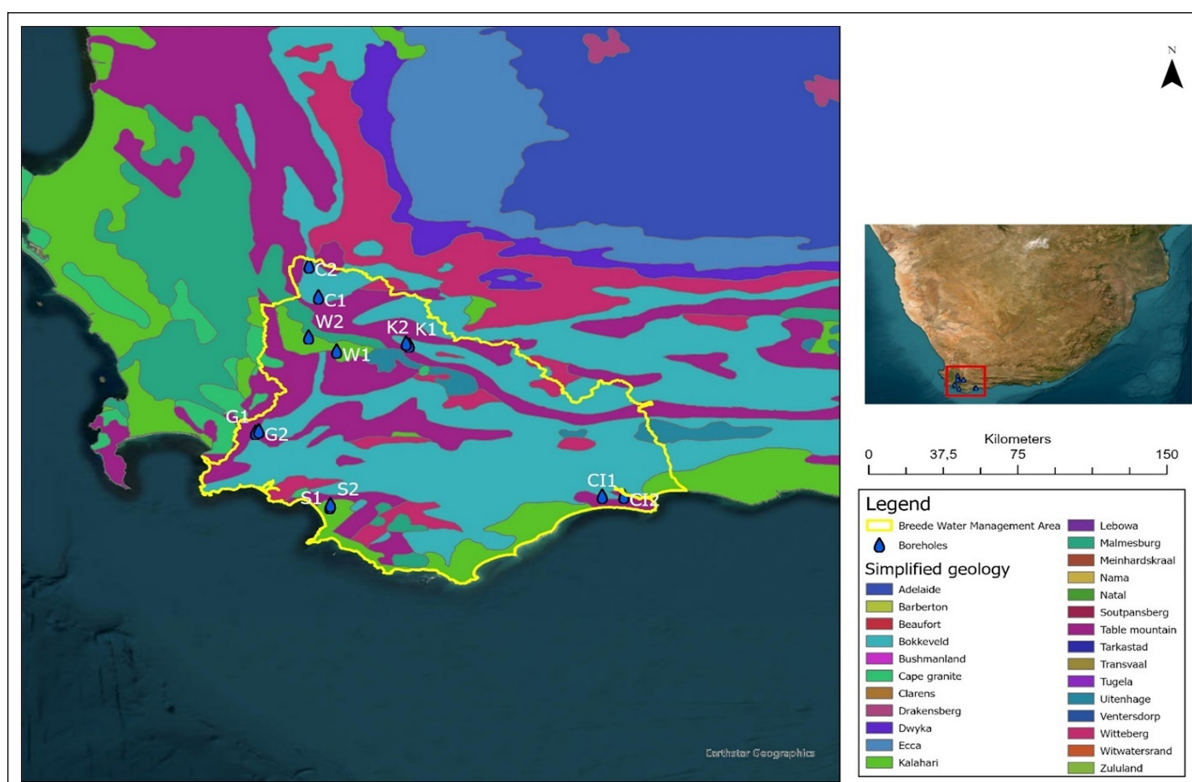 N
C2
C1
W2
W1
K2 K1
G1
G2
S1 S2
CI1
CI2
Earthstar Geographics
Kilometers
0 37,5 75 150
Legend
Breede Water Management Area
Boreholes
Simplified geology
Adelaide
Barberton
Beaufort
Bokkeveld
Bushmanland
Cape granite
Clarens
Drakensberg
Dwyka
Ecca
Kalahari
Lebowa
Malmesburg
Meinhardskraal
Nama
Natal
Soutpansberg
Table mountain
Tarkastad
Transvaal
Tugela
Uitenhage
Ventersdorp
Witteberg
Witwatersrand
Zululand